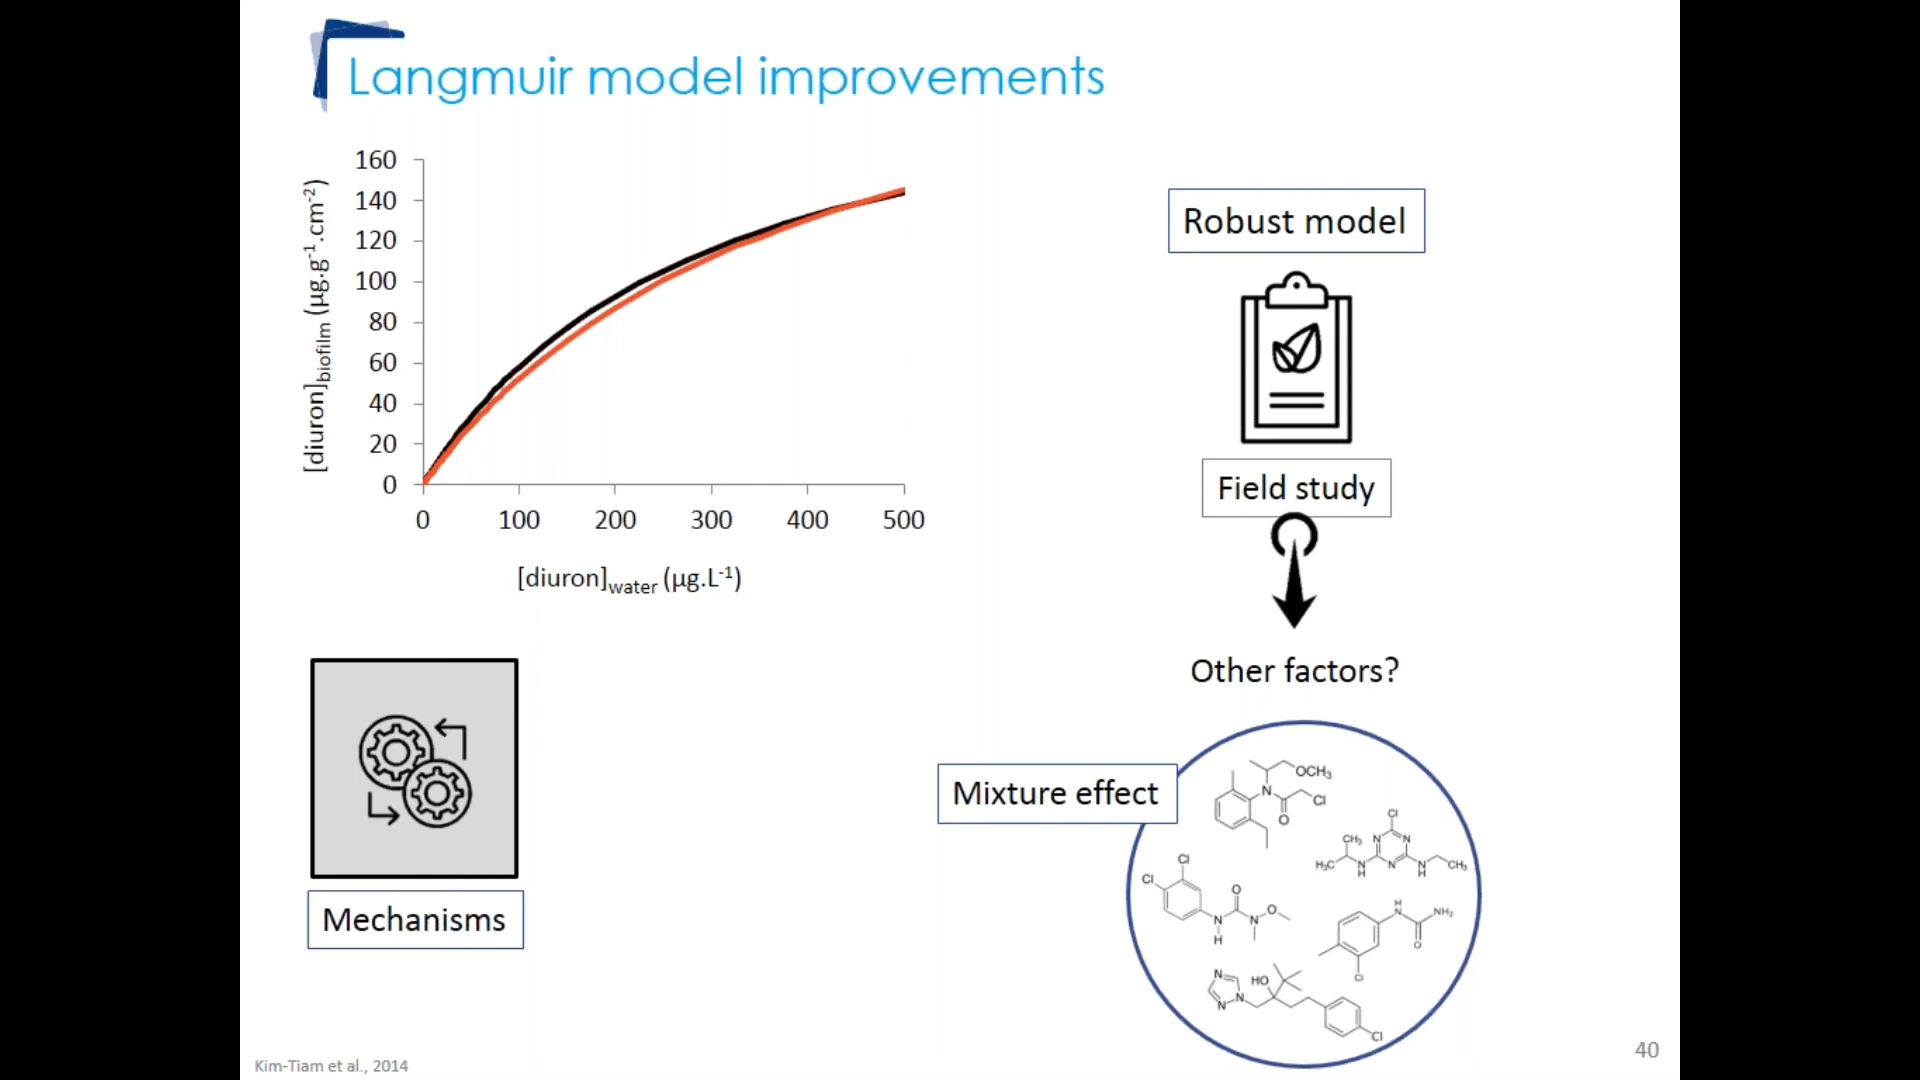 Langmuir model improvements
160
140
120
100
80
60
40
20
0
[diuron]biofilm (µg.g-1.cm-2)
0 100 200 300 400 500
[diuron]water (µg.L-1)
Mechanisms
Robust model
Field study
Other factors?
Mixture effect
OCH3
N
Cl
O
Cl
CH3
N
N
H3C
N
H
N
N
H
CH3
Cl
Cl
O
N
H
N
O
H
N
NH2
O
Cl
N
N
N
HO
Cl
Kim-Tiam et al., 2014
40